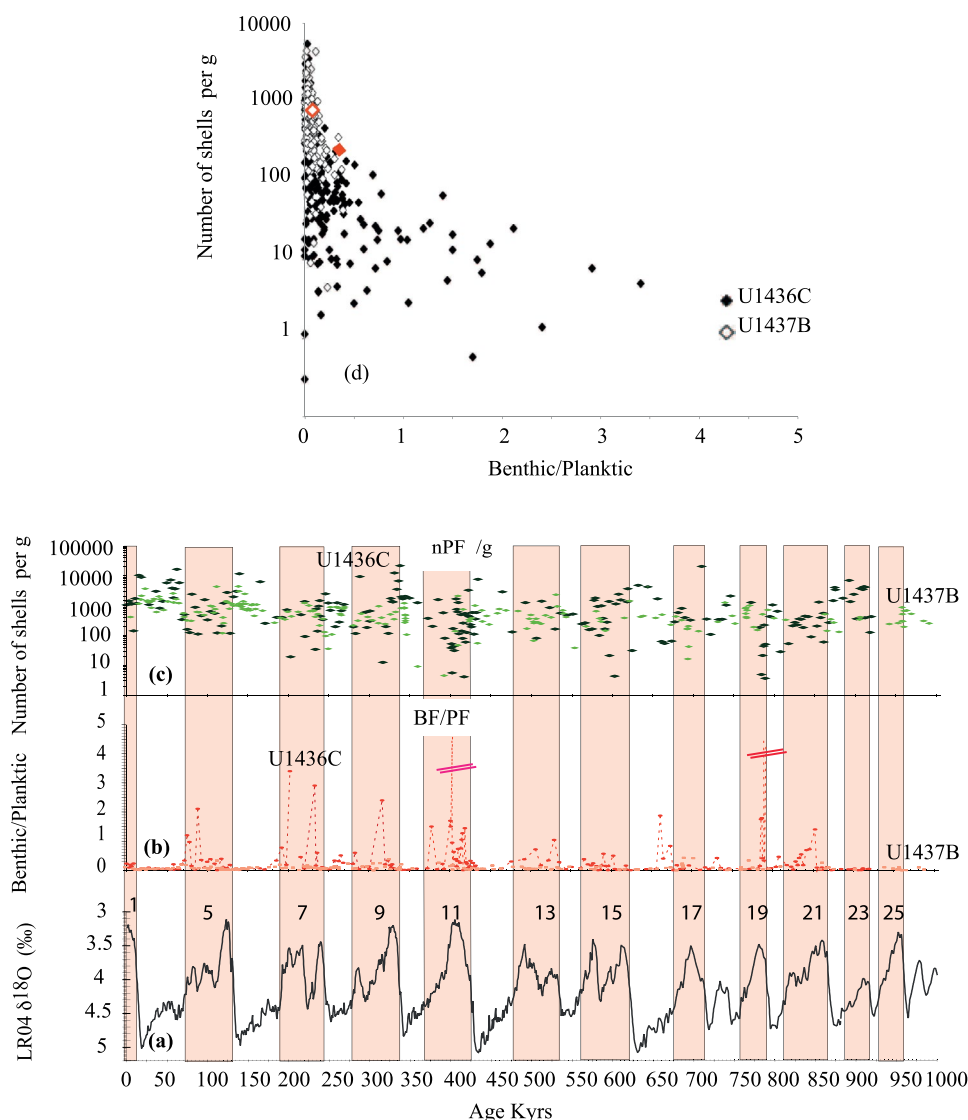 10000
1000
100
10
1
Number of shells per g
(d)
U1436C
U1437B
0 1 2 3 4 5
Benthic/Planktic
100000
10000
1000
100
10
1
Number of shells per g
U1436C
nPF /g
U1437B
(c)
5
4
3
2
1
0
Benthic/Planktic
BF/PF
U1436C
(b)
U1437B
1 5 7 9 11 13 15 17 19 21 23 25
3
3.5
4
4.5
5
LR04 δ18O (‰)
(a)
0 50 100 150 200 250 300 350 400 450 500 550 600 650 700 750 800 850 900 950 1000
Age Kyrs